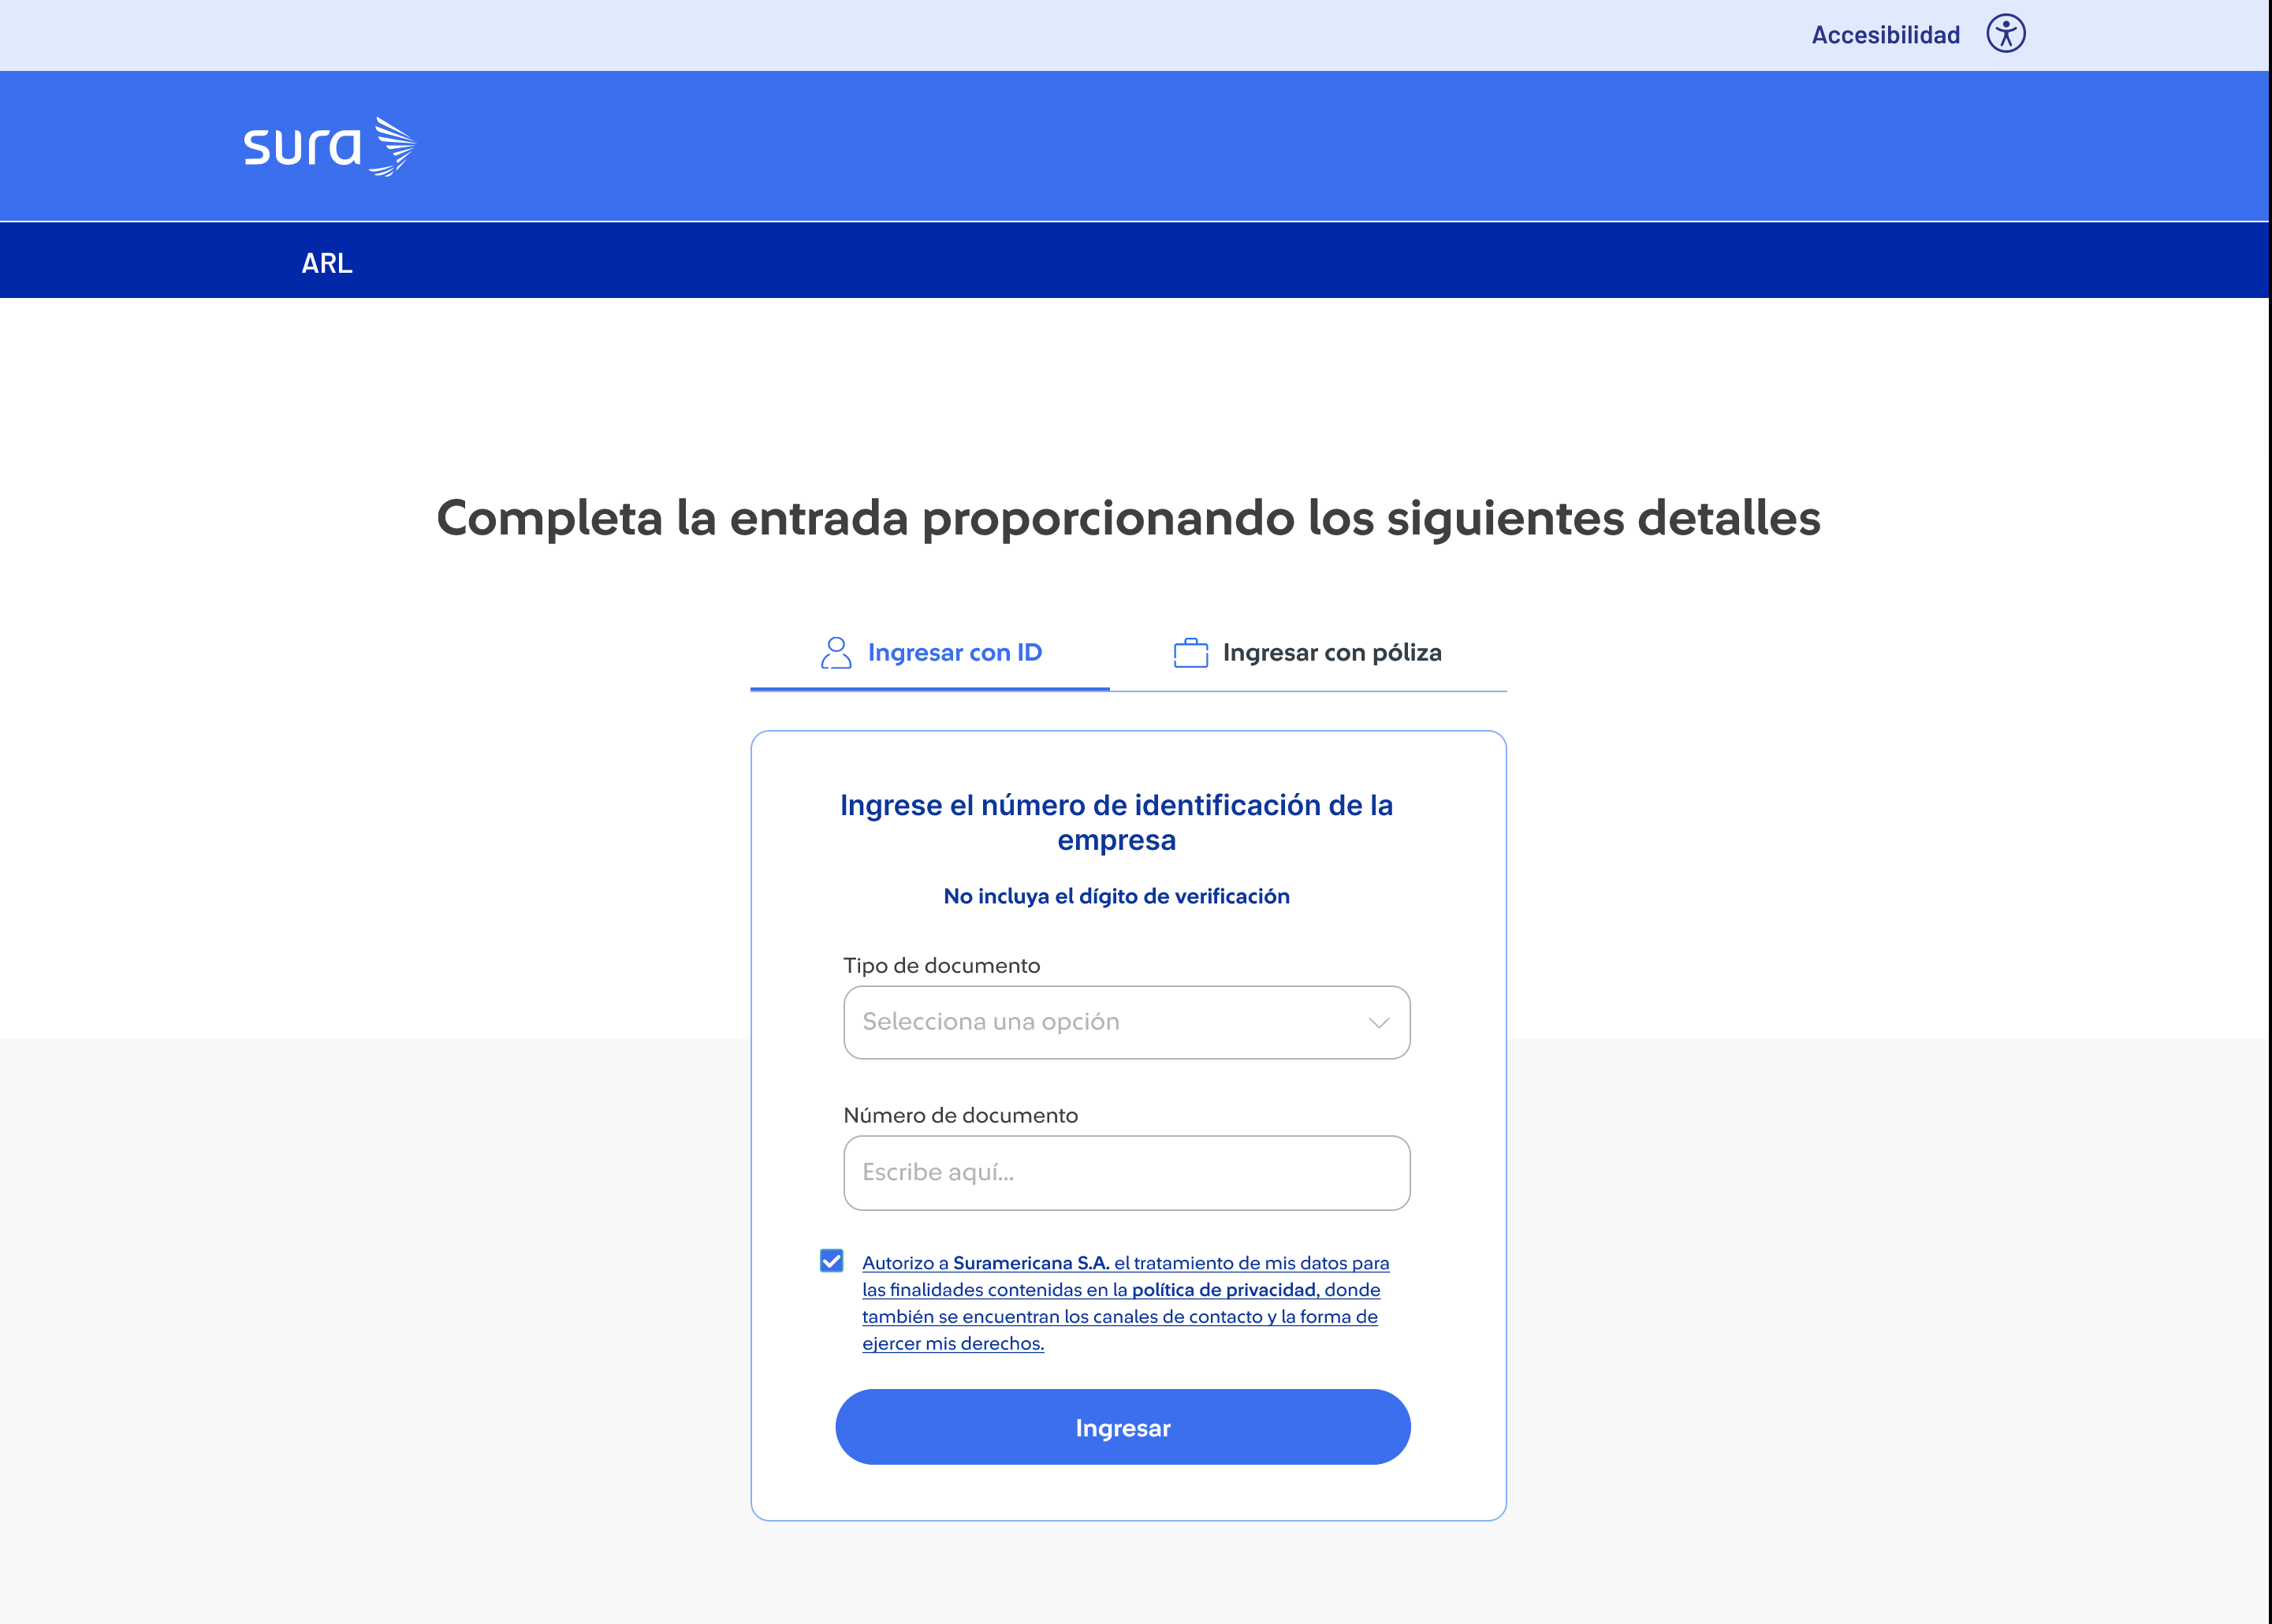 Accesibilidad
sura
ARL
Completa la entrada proporcionando los siguientes detalles
Ingresar con ID
Ingresar con póliza
Ingrese el número de identificación de la
empresa
No incluya el dígito de verificación
Tipo de documento
Selecciona una opción
Número de documento
Escribe aquí...
Autorizo a Suramericana S.A. el tratamiento de mis datos para
las finalidades contenidas en la política de privacidad, donde
también se encuentran los canales de contacto y la forma de
ejercer mis derechos.
Ingresar